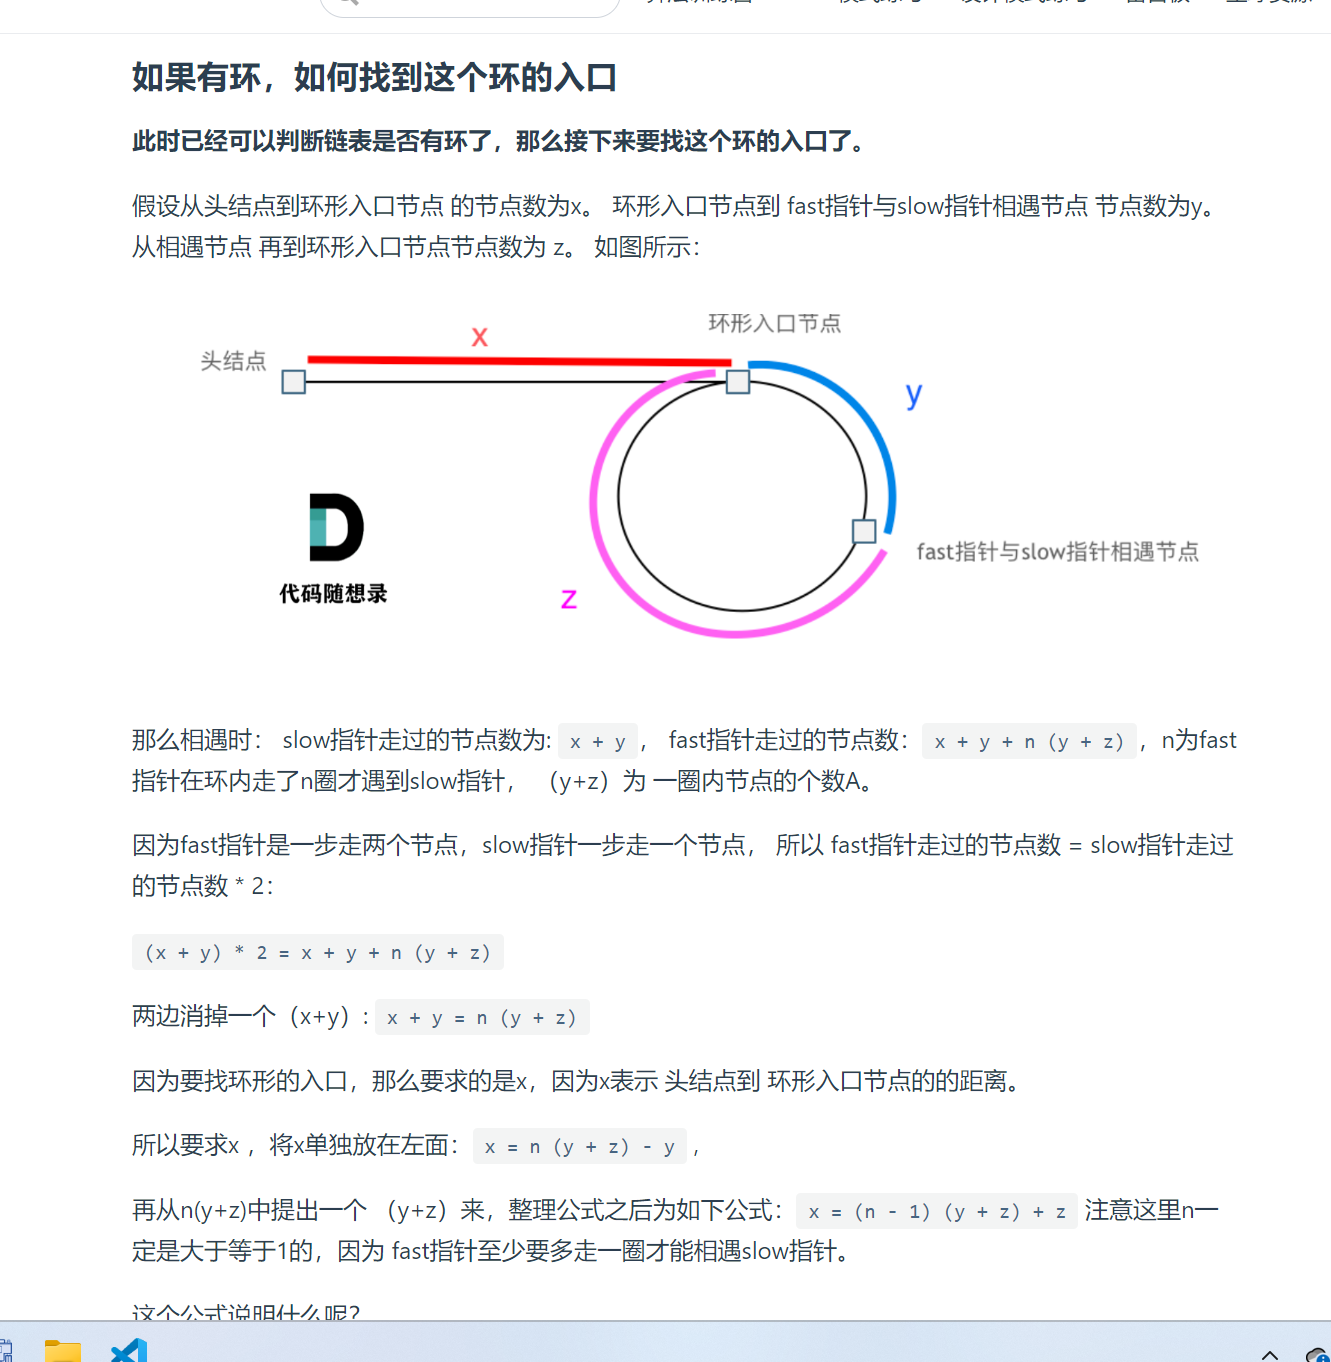 如果有环，如何找到这个环的入口
此时已经可以判断链表是否有环了，那么接下来要找这个环的入口了。
假设从头结点到环形入口节点 的节点数为x。 环形入口节点到 fast指针与slow指针相遇节点 节点数为y。
从相遇节点 再到环形入口节点节点数为 z。 如图所示：
环形入口节点
x
头结点
y
fast指针与slow指针相遇节点
代码随想录
z
那么相遇时： slow指针走过的节点数为: x + y ， fast指针走过的节点数： x + y + n (y + z) ，n为fast
指针在环内走了n圈才遇到slow指针， （y+z）为 一圈内节点的个数A。
因为fast指针是一步走两个节点，slow指针一步走一个节点， 所以 fast指针走过的节点数 = slow指针走过
的节点数 * 2：
(x + y) * 2 = x + y + n (y + z)
两边消掉一个（x+y）: x + y = n (y + z)
因为要找环形的入口，那么要求的是x，因为x表示 头结点到 环形入口节点的的距离。
所以要求x ，将x单独放在左面： x = n (y + z) - y ,
再从n(y+z)中提出一个 （y+z）来，整理公式之后为如下公式： x = (n - 1) (y + z) + z 注意这里n一
定是大于等于1的，因为 fast指针至少要多走一圈才能相遇slow指针。
这个公式说明什么呢？